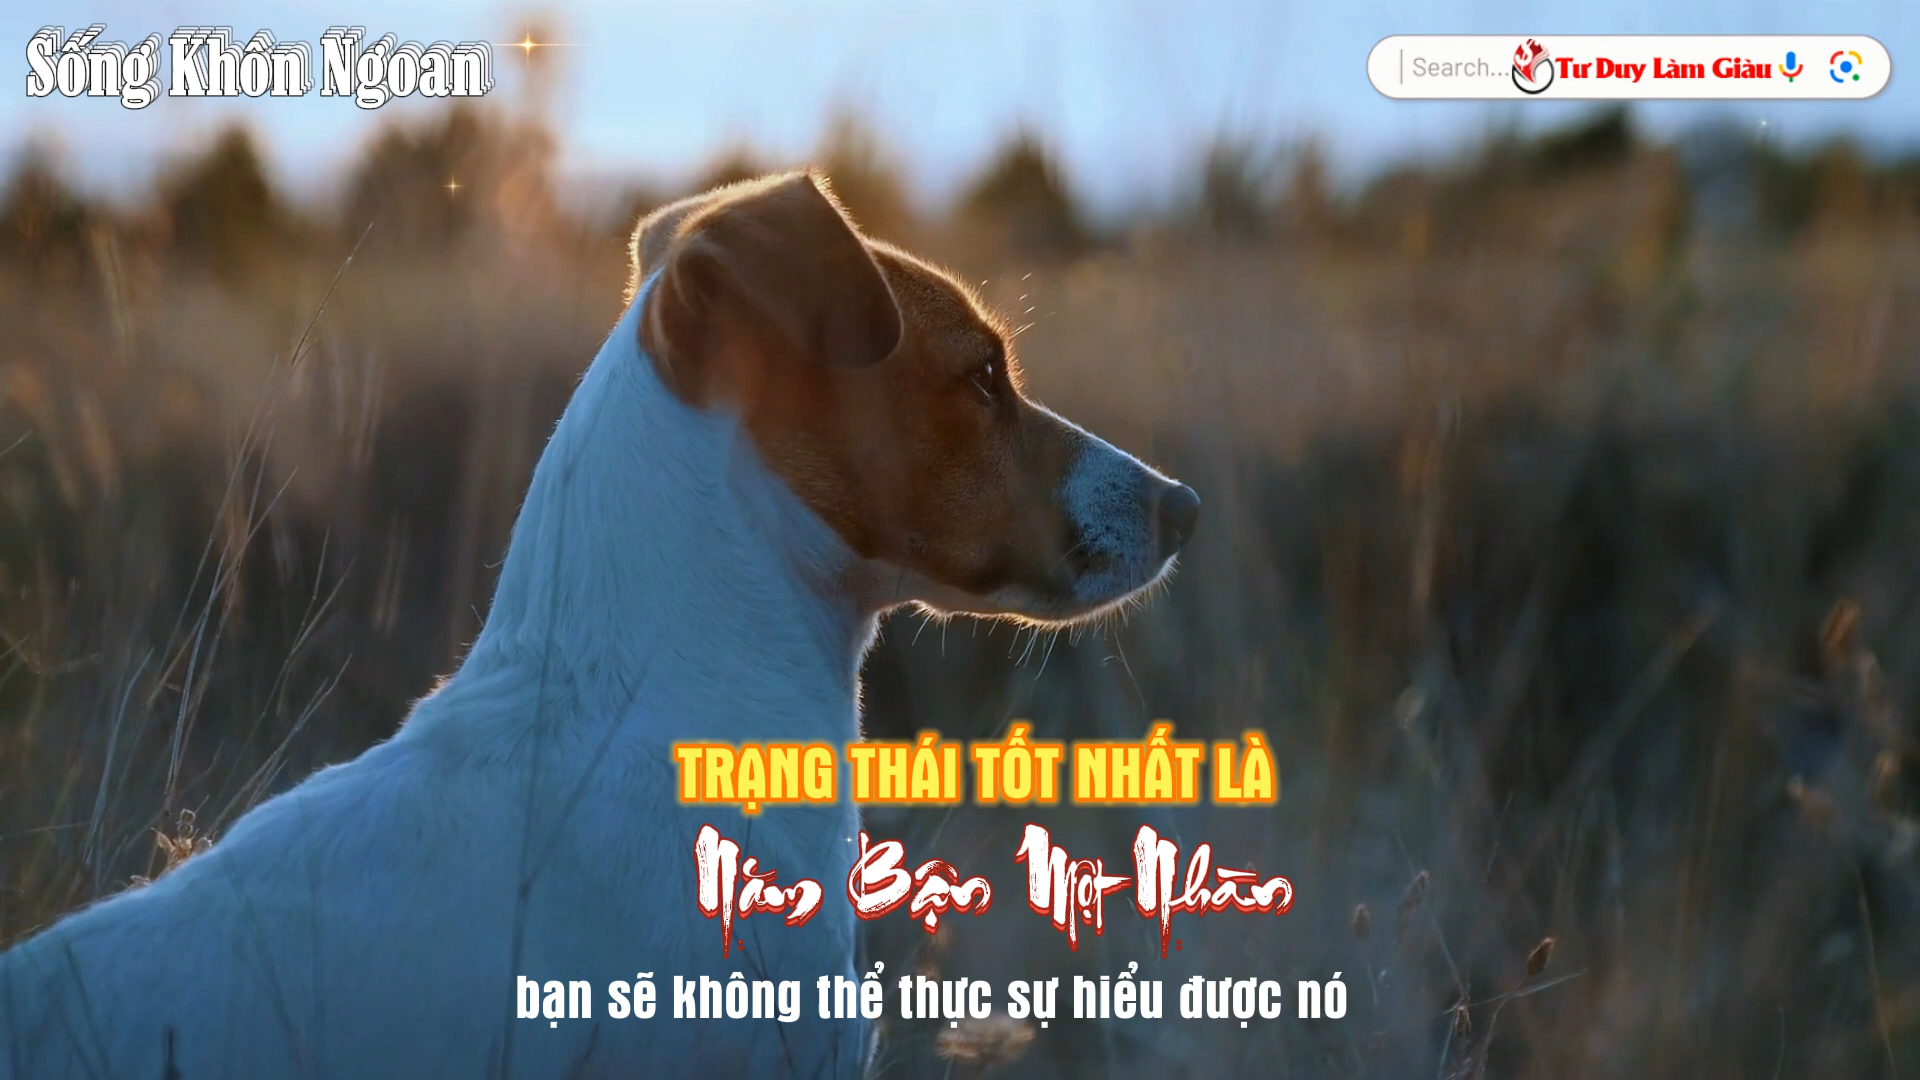 Sống Khôn Ngoan
Search... Tư Duy Làm Giàu
TRẠNG THÁI TỐT NHẤT LÀ
Năm Bận Một Nhàn
bạn sẽ không thể thực sự hiểu được nó